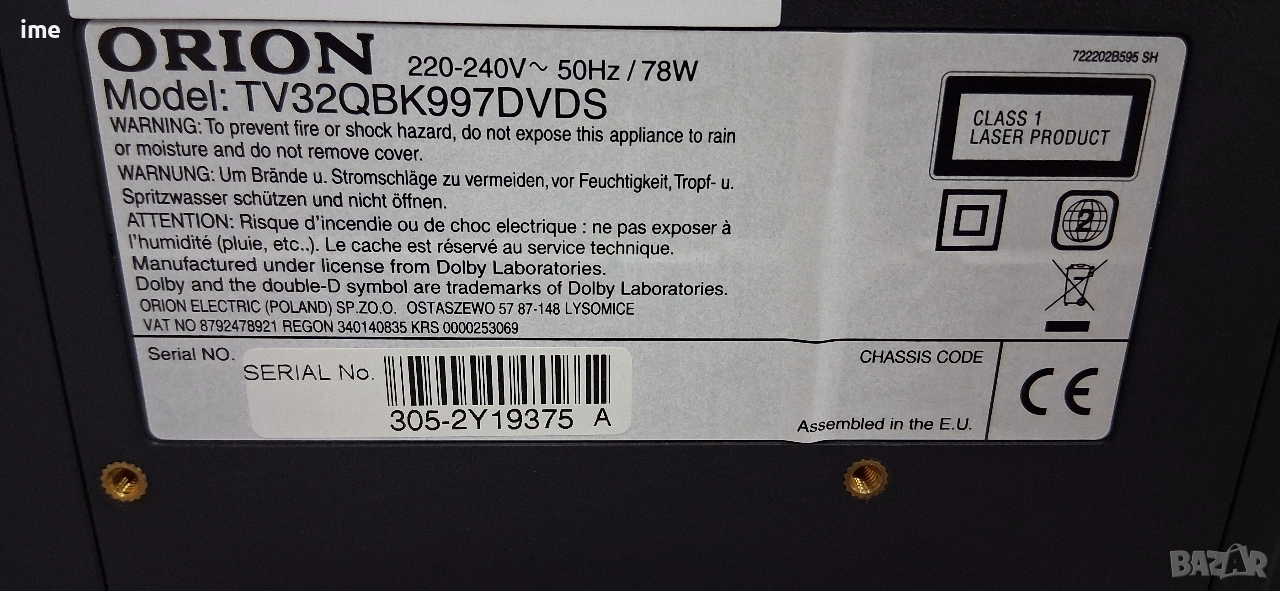 ime
ORION 220-240V~ 50Hz / 78W
722202B595 SH
Model: TV32QBK997DVDS
CLASS 1
LASER PRODUCT
WARNING: To prevent fire or shock hazard, do not expose this appliance to rain
or moisture and do not remove cover.
WARNUNG: Um Brände u. Stromschläge zu vermeiden, vor Feuchtigkeit, Tropf- u.
Spritzwasser schützen und nicht öffnen.
ATTENTION: Risque d'incendie ou de choc electrique : ne pas exposer à
l'humidité (pluie, etc..). Le cache est réservé au service technique.
2
Manufactured under license from Dolby Laboratories.
Dolby and the double-D symbol are trademarks of Dolby Laboratories.
ORION ELECTRIC (POLAND) SP.ZO.O. OSTASZEWO 57 87-148 LYSOMICE
VAT NO 8792478921 REGON 340140835 KRS 0000253069
Serial NO.
SERIAL No.
305-2Y19375 A
CHASSIS CODE
Assembled in the E.U.
CE
BAZAR